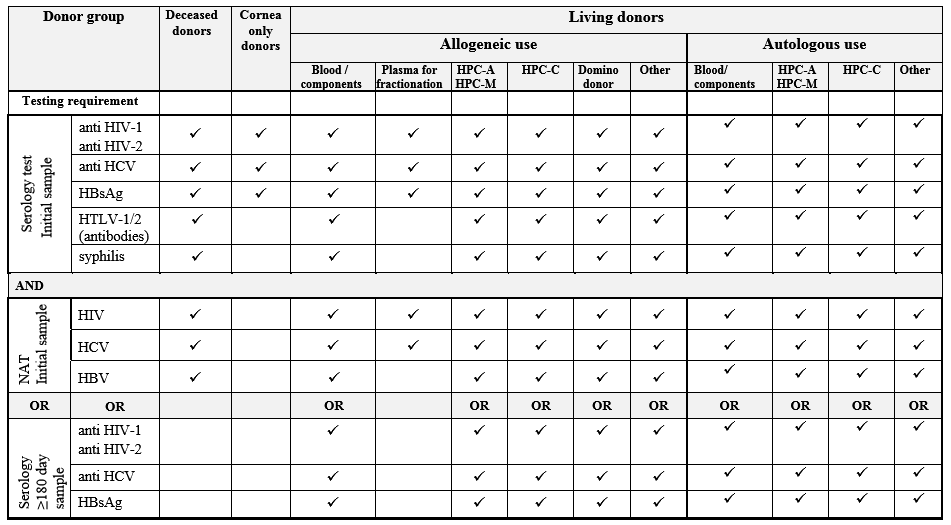 Donor group Deceased donors Cornea only donors Living donors
Allogeneic use Autologous use
Blood / components Plasma for fractionation HPC-A HPC-M HPC-C Domino donor Other Blood/ components HPC-A HPC-M HPC-C Other
Testing requirement
Serology test Initial sample
anti HIV-1 anti HIV-2 ✓ ✓ ✓ ✓ ✓ ✓ ✓ ✓ ✓ ✓ ✓ ✓
anti HCV ✓ ✓ ✓ ✓ ✓ ✓ ✓ ✓ ✓ ✓ ✓ ✓
HBsAg ✓ ✓ ✓ ✓ ✓ ✓ ✓ ✓ ✓ ✓ ✓ ✓
HTLV-1/2 (antibodies) ✓ ✓ ✓ ✓ ✓ ✓ ✓ ✓ ✓ ✓
syphilis ✓ ✓ ✓ ✓ ✓ ✓ ✓ ✓ ✓ ✓
AND
NAT Initial sample
HIV ✓ ✓ ✓ ✓ ✓ ✓ ✓ ✓ ✓ ✓ ✓
HCV ✓ ✓ ✓ ✓ ✓ ✓ ✓ ✓ ✓ ✓ ✓
HBV ✓ ✓ ✓ ✓ ✓ ✓ ✓ ✓ ✓ ✓
OR OR OR OR OR OR OR OR OR OR OR
Serology ≥180 day sample
anti HIV-1 anti HIV-2 ✓ ✓ ✓ ✓ ✓ ✓ ✓ ✓ ✓
anti HCV ✓ ✓ ✓ ✓ ✓ ✓ ✓ ✓ ✓
HBsAg ✓ ✓ ✓ ✓ ✓ ✓ ✓ ✓ ✓